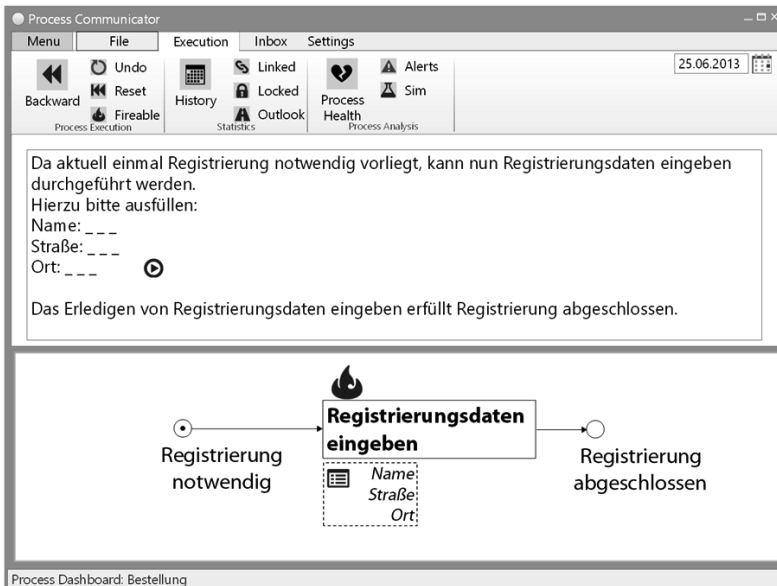 Process Communicator
Menu File Execution Inbox Settings
Backward
Undo
Reset
Fireable
Process Execution
History
Linked
Locked
Outlook
Statistics
Process
Health
Alerts
Sim
Process Analysis
25.06.2013
Da aktuell einmal Registrierung notwendig vorliegt, kann nun Registrierungsdaten eingeben
durchgeführt werden.
Hierzu bitte ausfüllen:
Name: _ _ _
Straße: _ _ _
Ort: _ _ _
Das Erledigen von Registrierungsdaten eingeben erfüllt Registrierung abgeschlossen.
Registrierung
notwendig
Registrierungsdaten
eingeben
Name
Straße
Ort
Registrierung
abgeschlossen
Process Dashboard: Bestellung